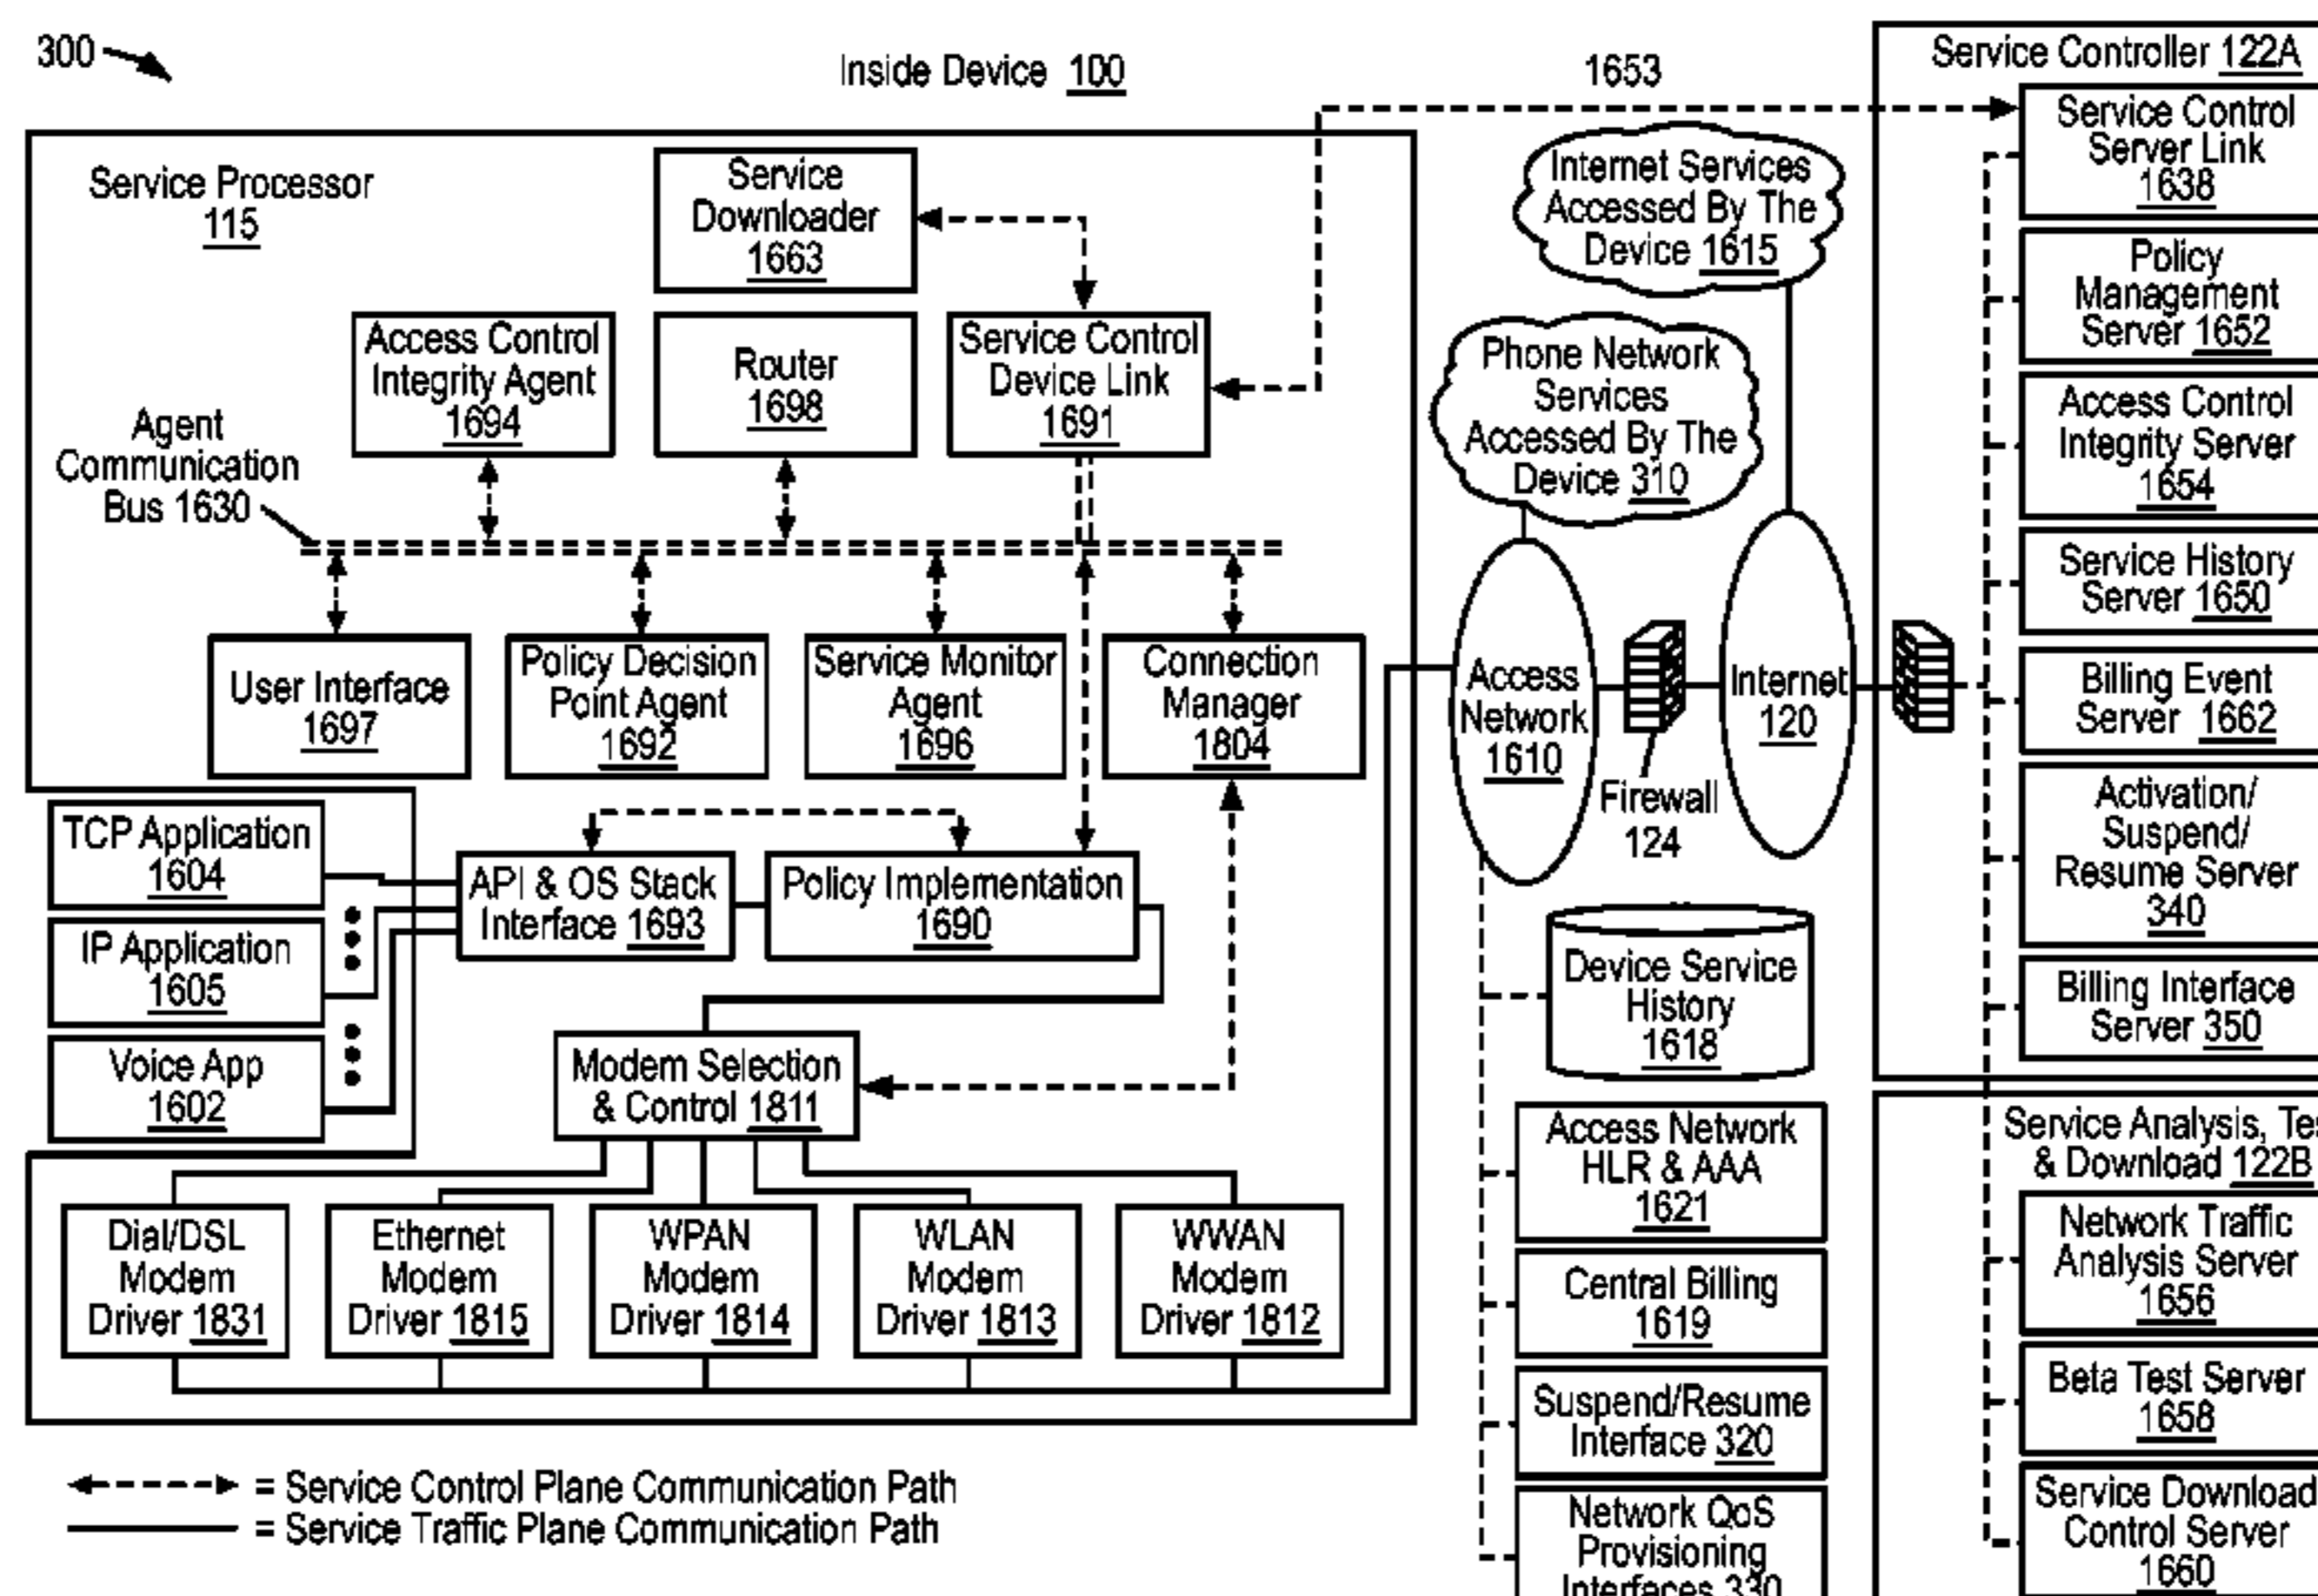 300
Inside Device 100
1653
Service Controller 122A
Service Processor
115
Service
Downloader
1663
Access Control
Integrity Agent
1694
Router
1698
Service Control
Device Link
1691
Agent
Communication
Bus 1630
User Interface
1697
Policy Decision
Point Agent
1692
Service Monitor
Agent
1696
Connection
Manager
1804
TCP Application
1604
IP Application
1605
Voice App
1602
API & OS Stack
Interface 1693
Policy Implementation
1690
Modem Selection
& Control 1811
Dial/DSL
Modem
Driver 1831
Ethernet
Modem
Driver 1815
WPAN
Modem
Driver 1814
WLAN
Modem
Driver 1813
WWAN
Modem
Driver 1812
= Service Control Plane Communication Path
= Service Traffic Plane Communication Path
Internet Services
Accessed By The
Device 1615
Phone Network
Services
Accessed By The
Device 310
Access
Network
1610
Firewall
124
Internet
120
Device Service
History
1618
Access Network
HLR & AAA
1621
Central Billing
1619
Suspend/Resume
Interface 320
Network QoS
Provisioning
Interfaces 330
Service Control
Server Link
1638
Policy
Management
Server 1652
Access Control
Integrity Server
1654
Service History
Server 1650
Billing Event
Server 1662
Activation/
Suspend/
Resume Server
340
Billing Interface
Server 350
Service Analysis,
& Download 122B
Network Traffic
Analysis Server
1656
Beta Test Server
1658
Service Download
Control Server
1660